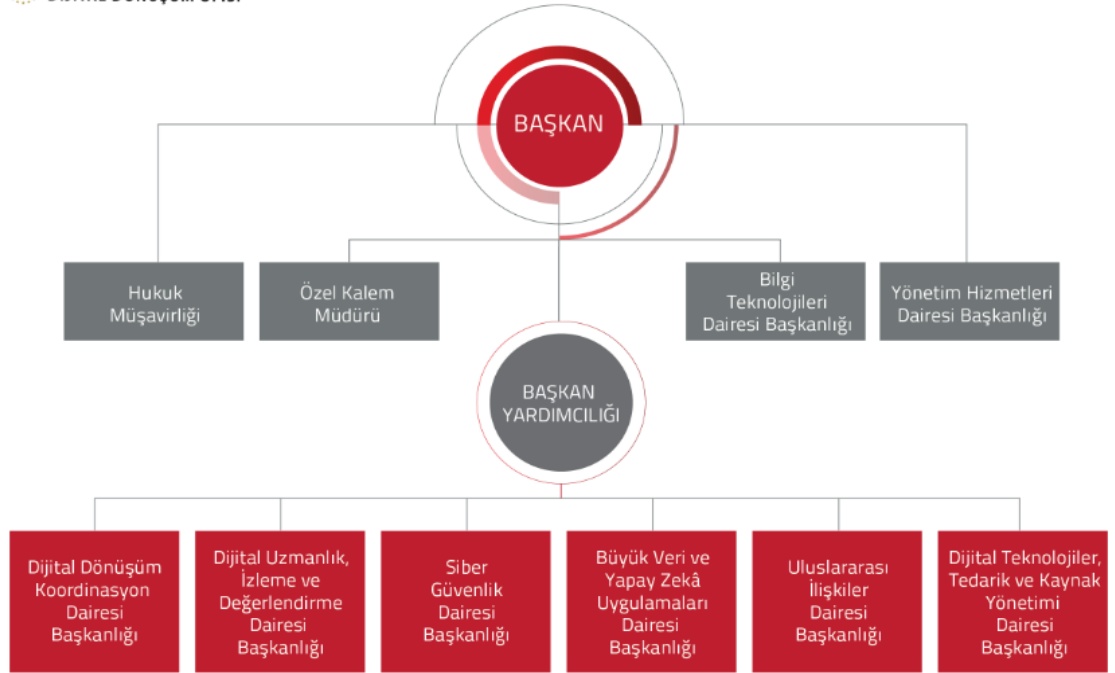 BAŞKAN
Hukuk
Müşavirliği
Özel Kalem
Müdürü
Bilgi
Teknolojileri
Dairesi Başkanlığı
Yönetim Hizmetleri
Dairesi Başkanlığı
BAŞKAN
YARDIMCILIĞI
Dijital Dönüşüm
Koordinasyon
Dairesi
Başkanlığı
Dijital Uzmanlık,
İzleme ve
Değerlendirme
Dairesi
Başkanlığı
Siber
Güvenlik
Dairesi
Başkanlığı
Büyük Veri ve
Yapay Zekâ
Uygulamaları
Dairesi
Başkanlığı
Uluslararası
İlişkiler
Dairesi
Başkanlığı
Dijital Teknolojiler,
Tedarik ve Kaynak
Yönetimi
Dairesi
Başkanlığı